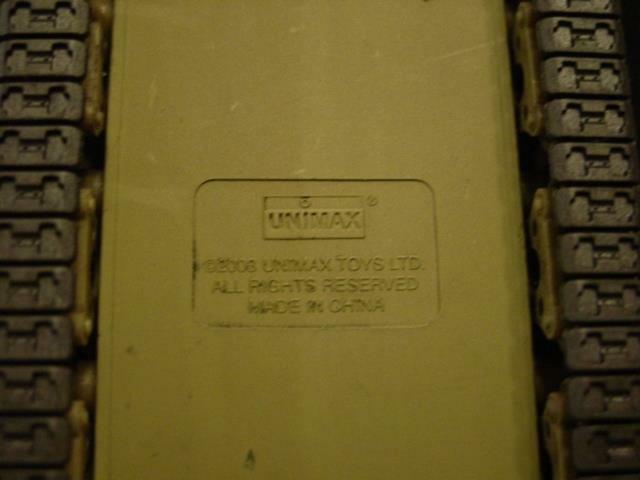 UNIMAX ®
©2003 UNIMAX TOYS LTD.
ALL RIGHTS RESERVED
MADE IN CHINA